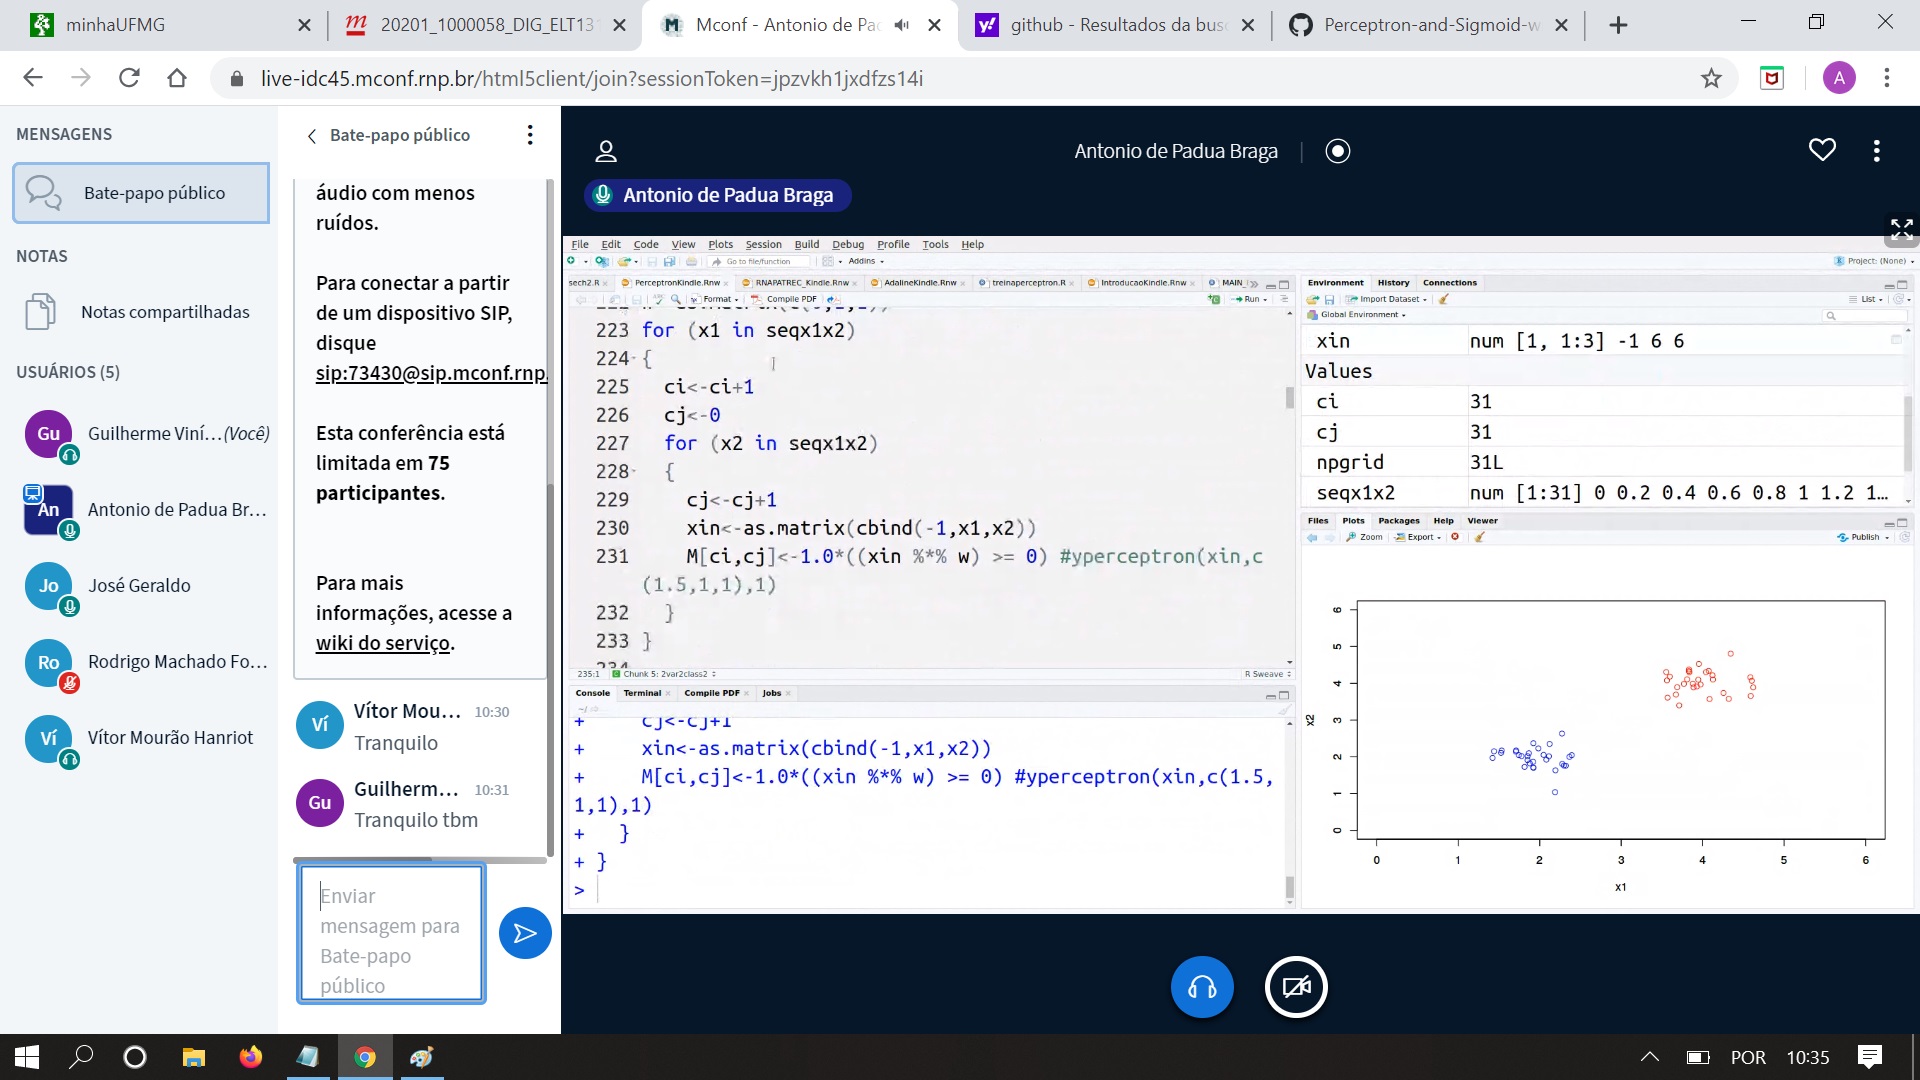 minhaUFMG
20201_1000058_DIG_ELT13
Mconf - Antonio de Pa
github - Resultados da bus
Perceptron-and-Sigmoid-w
live-idc45.mconf.rnp.br/html5client/join?sessionToken=jpzvkh1jxdfzs14i
A
MENSAGENS
Bate-papo público
NOTAS
Notas compartilhadas
USUÁRIOS (5)
Gu Guilherme Viní…(Você)
An Antonio de Padua Br…
Jo José Geraldo
Ro Rodrigo Machado Fo…
Ví Vítor Mourão Hanriot
Bate-papo público
áudio com menos
ruídos.
Para conectar a partir
de um dispositivo SIP,
disque
sip:73430@sip.mconf.rnp.
Esta conferência está
limitada em 75
participantes.
Para mais
informações, acesse a
wiki do serviço.
Ví Vítor Mou… 10:30
Tranquilo
Gu Guilherm… 10:31
Tranquilo tbm
Enviar
mensagem para
Bate-papo
público
Antonio de Padua Braga
Antonio de Padua Braga
File Edit Code View Plots Session Build Debug Profile Tools Help
Go to file/function Addins
Project: (None)
sech2.R PerceptronKindle.Rnw RNAPATREC_Kindle.Rnw AdalineKindle.Rnw treinaperceptron.R IntroducaoKindle.Rnw MAIN_
Format Compile PDF Run
223 for (x1 in seqx1x2)
224 {
225 ci<-ci+1
226 cj<-0
227 for (x2 in seqx1x2)
228 {
229 cj<-cj+1
230 xin<-as.matrix(cbind(-1,x1,x2))
231 M[ci,cj]<-1.0*((xin %*% w) >= 0) #yperceptron(xin,c
(1.5,1,1),1)
232 }
233 }
234
235:1 Chunk 5: 2var2class2 R Sweave
Console Terminal Compile PDF Jobs
~/
+ cj<-cj+1
+ xin<-as.matrix(cbind(-1,x1,x2))
+ M[ci,cj]<-1.0*((xin %*% w) >= 0) #yperceptron(xin,c(1.5,
1,1),1)
+ }
+ }
>
Environment History Connections
Import Dataset List
Global Environment
xin num [1, 1:3] -1 6 6
Values
ci 31
cj 31
npgrid 31L
seqx1x2 num [1:31] 0 0.2 0.4 0.6 0.8 1 1.2 1…
Files Plots Packages Help Viewer
Zoom Export Publish
x2
6
5
4
3
2
1
0
0 1 2 3 4 5 6
x1
POR 10:35